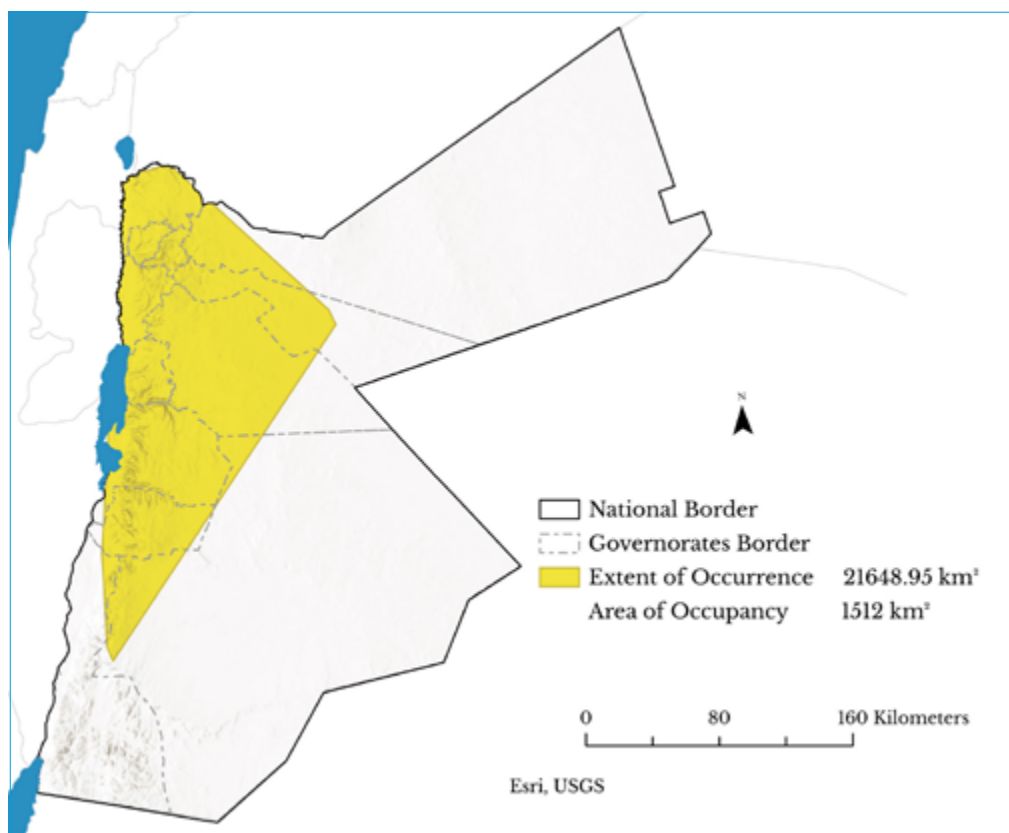 N
National Border
Governorates Border
Extent of Occurrence 21648.95 km²
Area of Occupancy 1512 km²
0 80 160 Kilometers
Esri, USGS